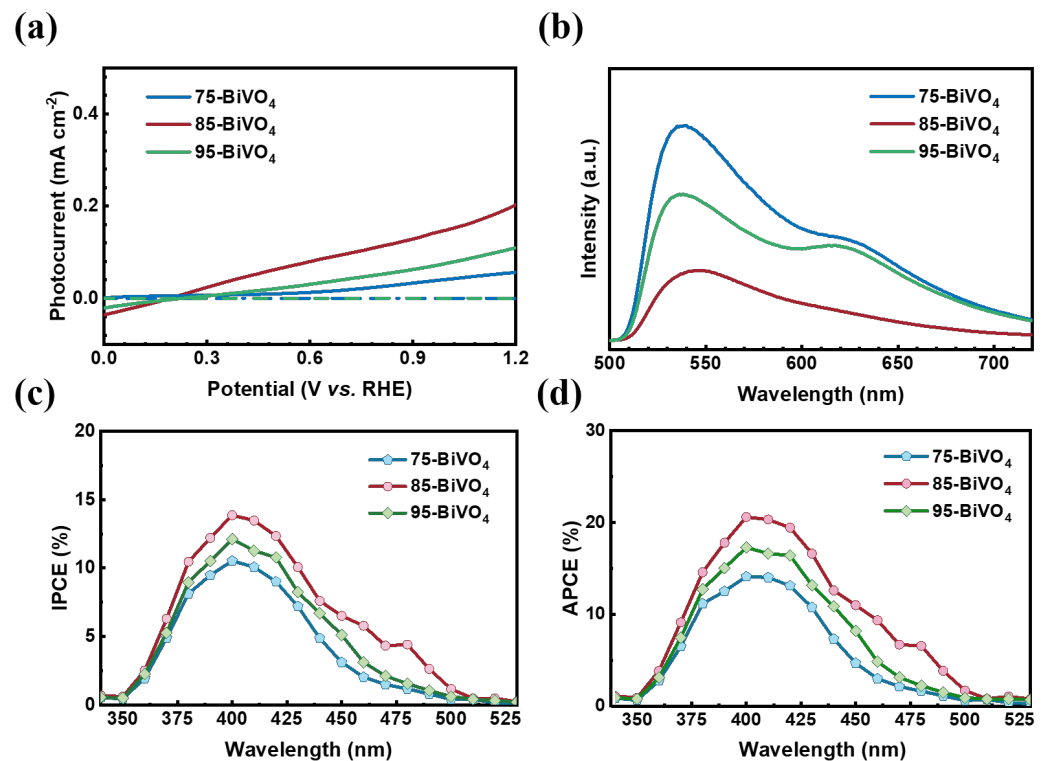 (a)
75-BiVO₄
85-BiVO₄
95-BiVO₄
Photocurrent (mA cm⁻²)
0.4
0.2
0.0
0.0 0.3 0.6 0.9 1.2
Potential (V vs. RHE)
(b)
75-BiVO₄
85-BiVO₄
95-BiVO₄
Intensity (a.u.)
500 550 600 650 700
Wavelength (nm)
(c)
75-BiVO₄
85-BiVO₄
95-BiVO₄
IPCE (%)
20
15
10
5
0
350 375 400 425 450 475 500 525
Wavelength (nm)
(d)
75-BiVO₄
85-BiVO₄
95-BiVO₄
APCE (%)
30
20
10
0
350 375 400 425 450 475 500 525
Wavelength (nm)